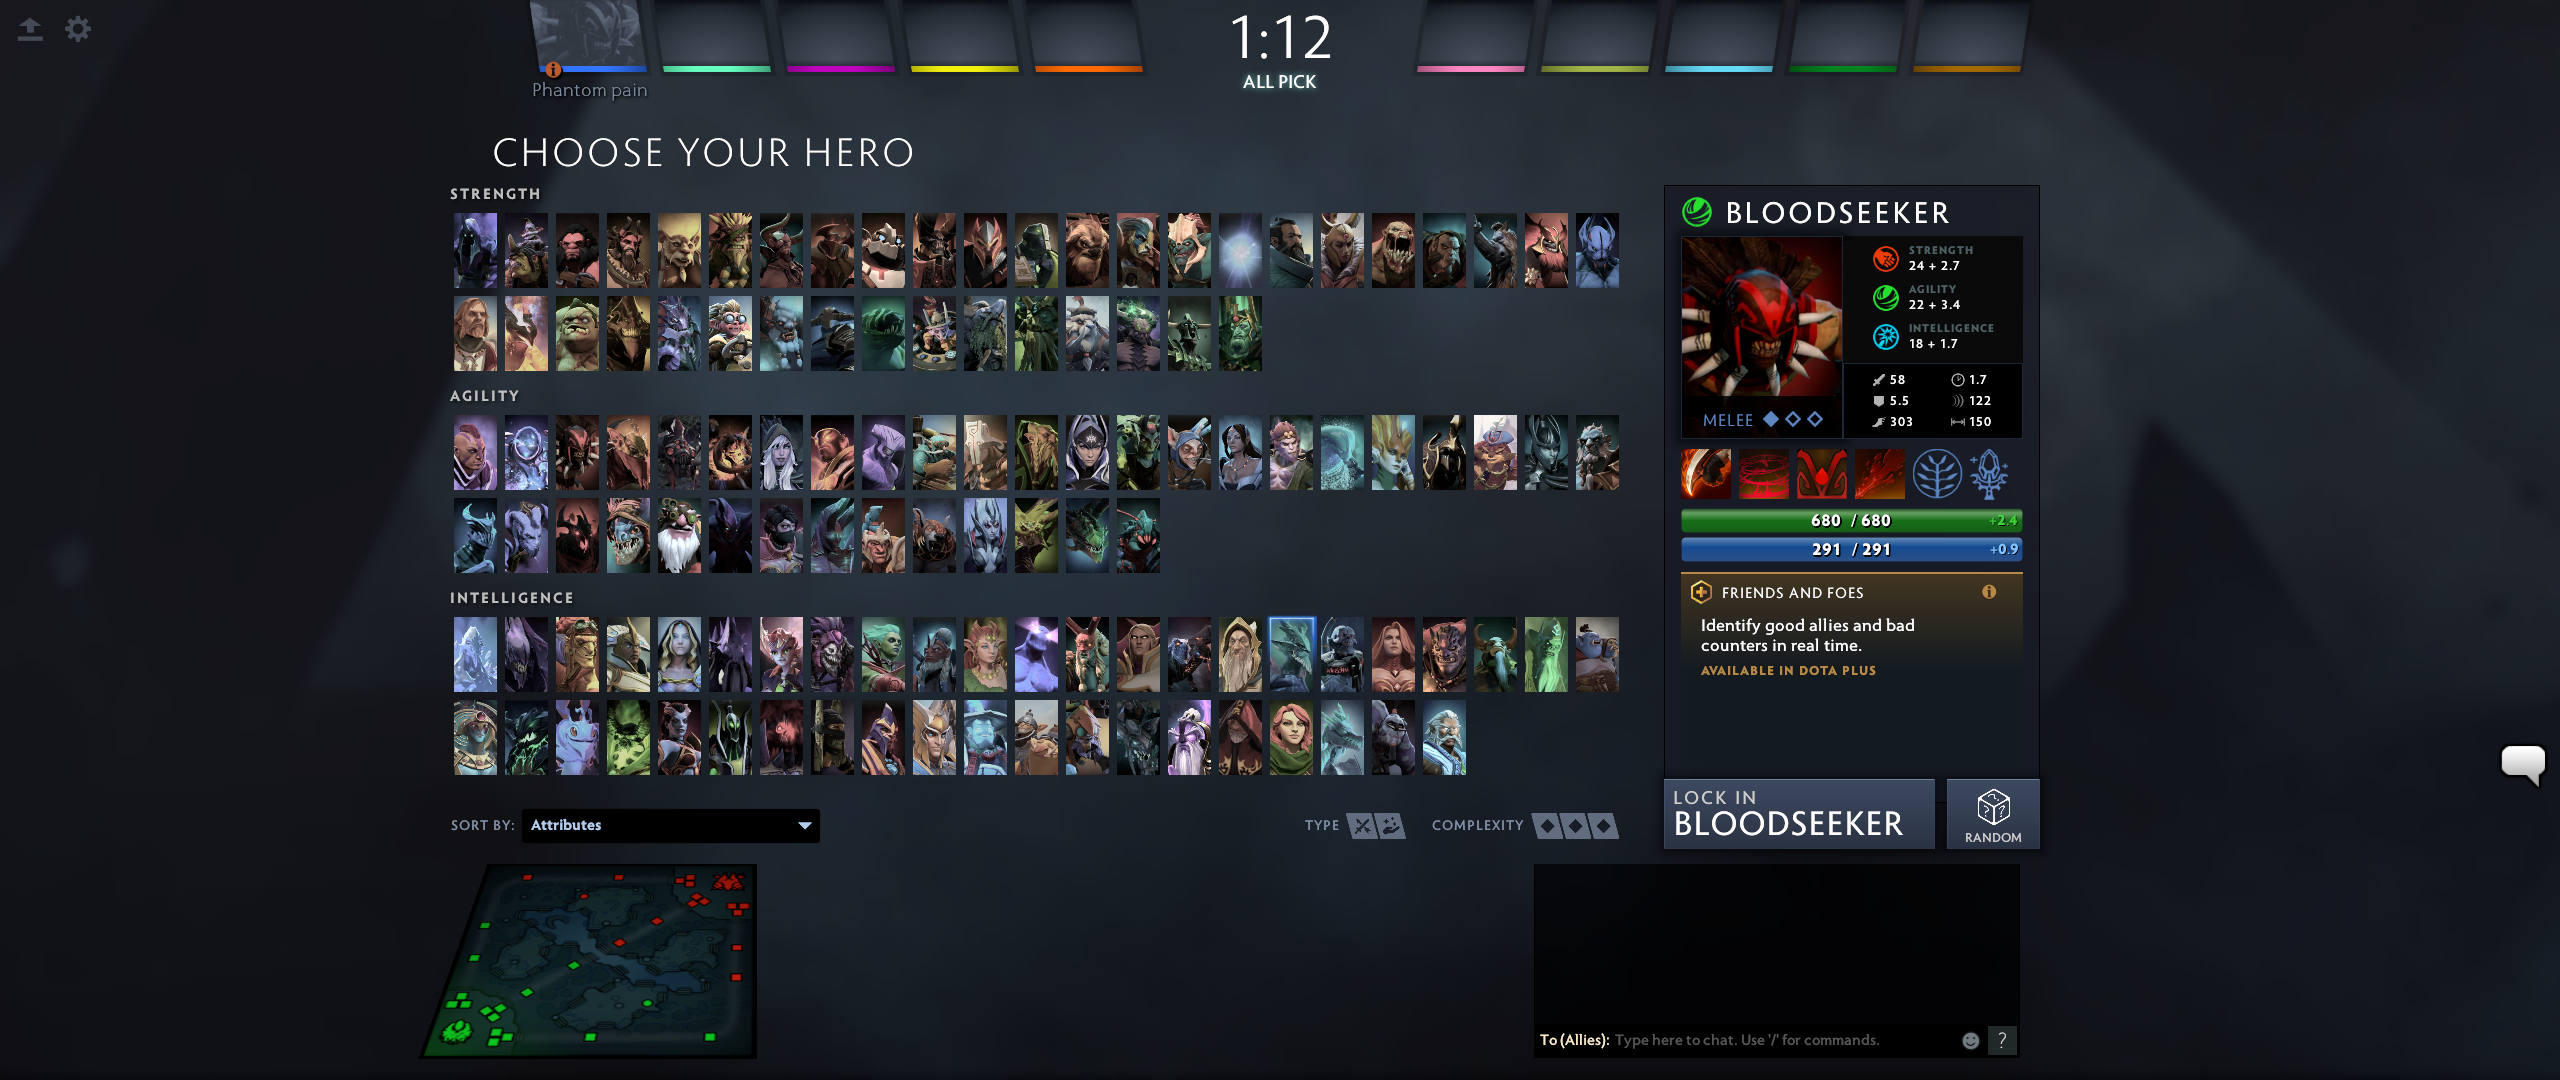 1:12
ALL PICK
Phantom pain
CHOOSE YOUR HERO
STRENGTH
AGILITY
INTELLIGENCE
BLOODSEEKER
STRENGTH
24 + 2.7
AGILITY
22 + 3.4
INTELLIGENCE
18 + 1.7
58 1.7
5.5 122
303 150
MELEE
680 / 680 +2.4
291 / 291 +0.9
FRIENDS AND FOES
Identify good allies and bad
counters in real time.
AVAILABLE IN DOTA PLUS
LOCK IN
BLOODSEEKER
RANDOM
SORT BY: Attributes
TYPE COMPLEXITY
To (Allies): Type here to chat. Use '/' for commands. ?